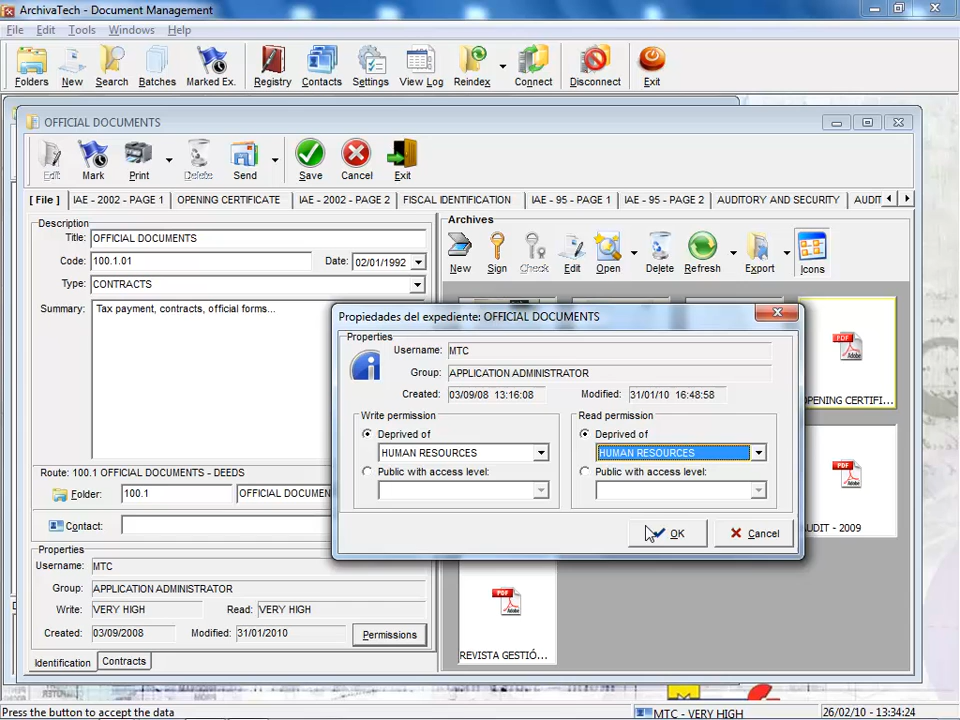 ArchivaTech - Document Management
File Edit Tools Windows Help
Folders New Search Batches Marked Ex. Registry Contacts Settings View Log Reindex Connect Disconnect Exit
OFFICIAL DOCUMENTS
Edit Mark Print Delete Send Save Cancel Exit
[ File ] IAE - 2002 - PAGE 1 OPENING CERTIFICATE IAE - 2002 - PAGE 2 FISCAL IDENTIFICATION IAE - 95 - PAGE 1 IAE - 95 - PAGE 2 AUDITORY AND SECURITY AUDIT
Description
Title: OFFICIAL DOCUMENTS
Code: 100.1.01 Date: 02/01/1992
Type: CONTRACTS
Summary: Tax payment, contracts, official forms...
Route: 100.1 OFFICIAL DOCUMENTS - DEEDS
Folder: 100.1 OFFICIAL DOCUMEN
Contact:
Properties
Username: MTC
Group: APPLICATION ADMINISTRATOR
Write: VERY HIGH Read: VERY HIGH
Created: 03/09/2008 Modified: 31/01/2010 Permissions
Identification Contracts
Archives
New Sign Check Edit Open Delete Refresh Export Icons
PDF
Adobe
OPENING CERTIFI...
PDF
Adobe
AUDIT - 2009
PDF
Adobe
REVISTA GESTIÓ...
Propiedades del expediente: OFFICIAL DOCUMENTS
Properties
Username: MTC
Group: APPLICATION ADMINISTRATOR
Created: 03/09/08 13:16:08 Modified: 31/01/10 16:48:58
Write permission
Deprived of
HUMAN RESOURCES
Public with access level:
Read permission
Deprived of
HUMAN RESOURCES
Public with access level:
OK Cancel
Press the button to accept the data MTC - VERY HIGH 26/02/10 - 13:34:24